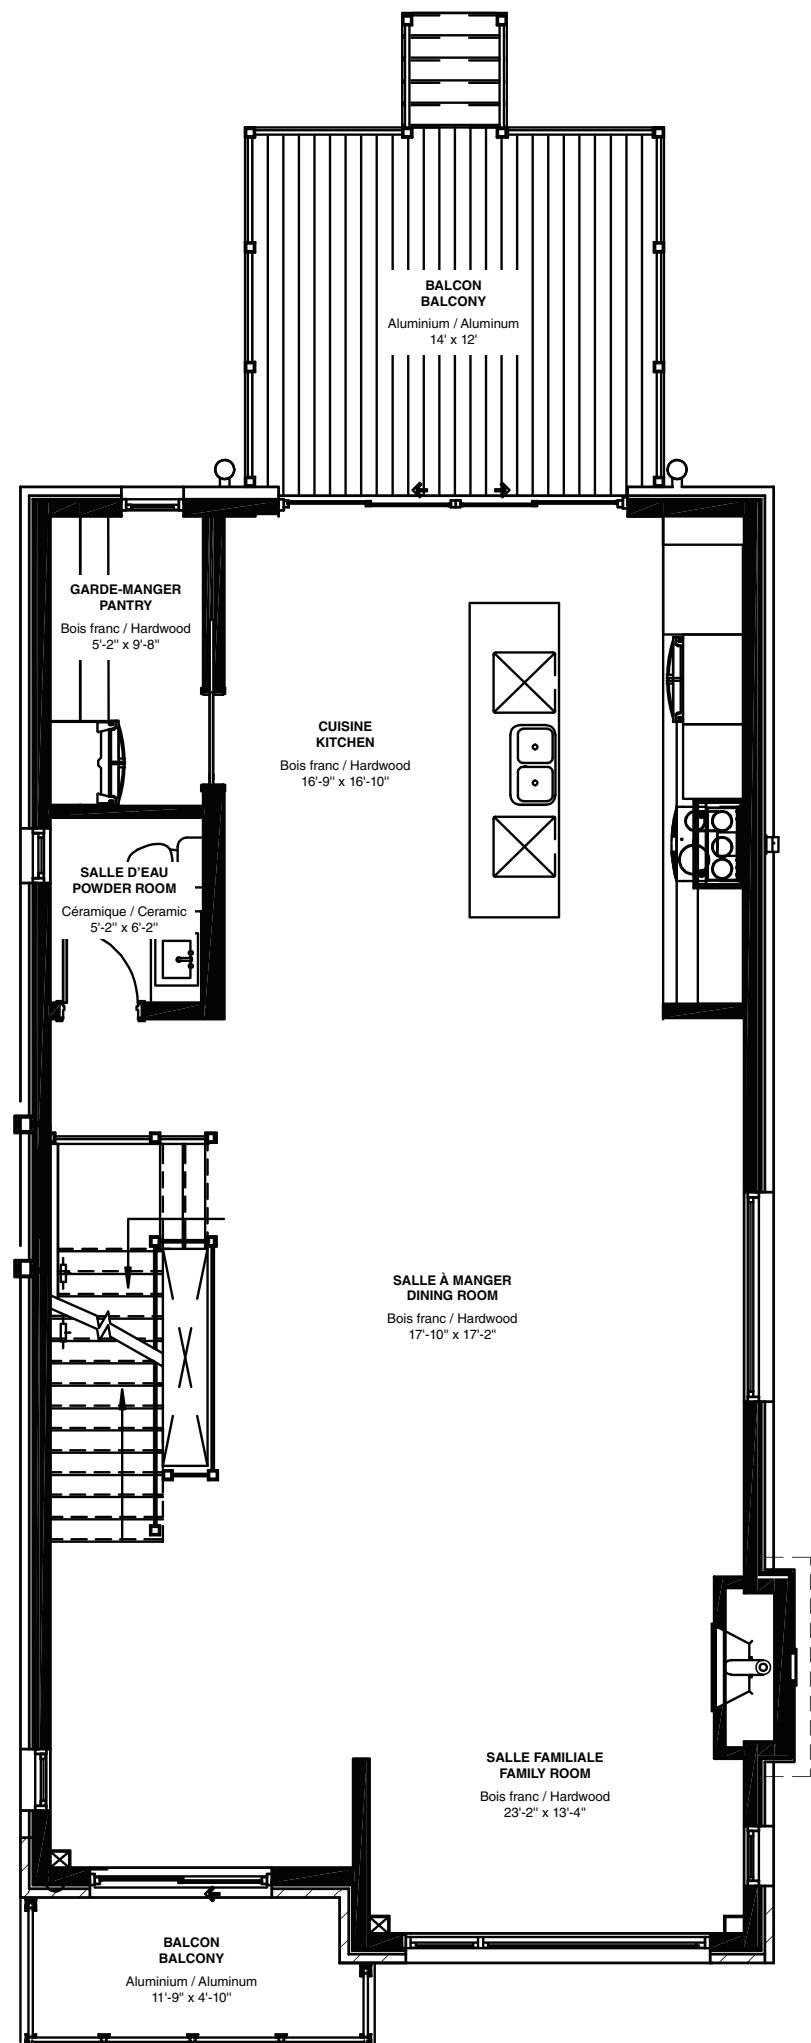 BALCON
BALCONY
Aluminium / Aluminum
14' x 12'
GARDE-MANGER
PANTRY
Bois franc / Hardwood
5'-2" x 9'-8"
CUISINE
KITCHEN
Bois franc / Hardwood
16'-9" x 16'-10"
SALLE D'EAU
POWDER ROOM
Céramique / Ceramic
5'-2" x 6'-2"
SALLE À MANGER
DINING ROOM
Bois franc / Hardwood
17'-10" x 17'-2"
SALLE FAMILIALE
FAMILY ROOM
Bois franc / Hardwood
23'-2" x 13'-4"
BALCON
BALCONY
Aluminium / Aluminum
11'-9" x 4'-10"